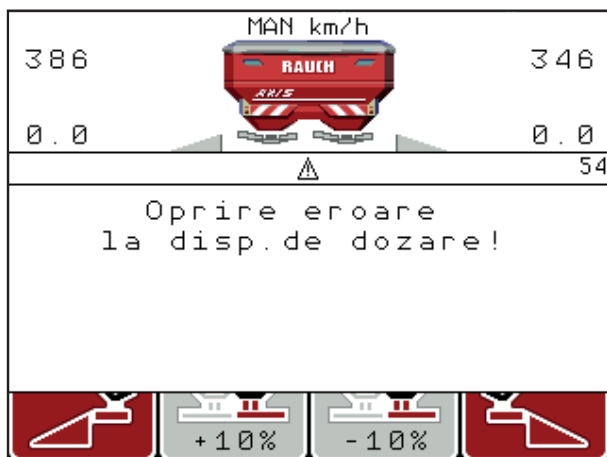 MAN km/h
386
346
RAUCH
AXIS
0.0
0.0
54
Oprire eroare
la disp.de dozare!
+10%
-10%